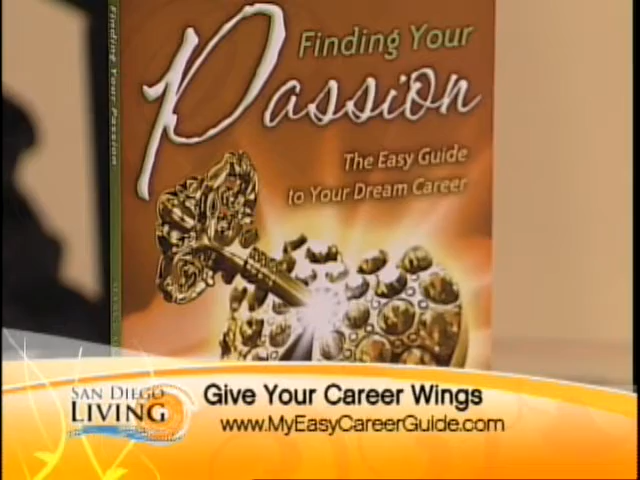 Finding Your Passion
Finding Your
Passion
The Easy Guide
to Your Dream Career
SAN DIEGO
LIVING
Give Your Career Wings
www.MyEasyCareerGuide.com